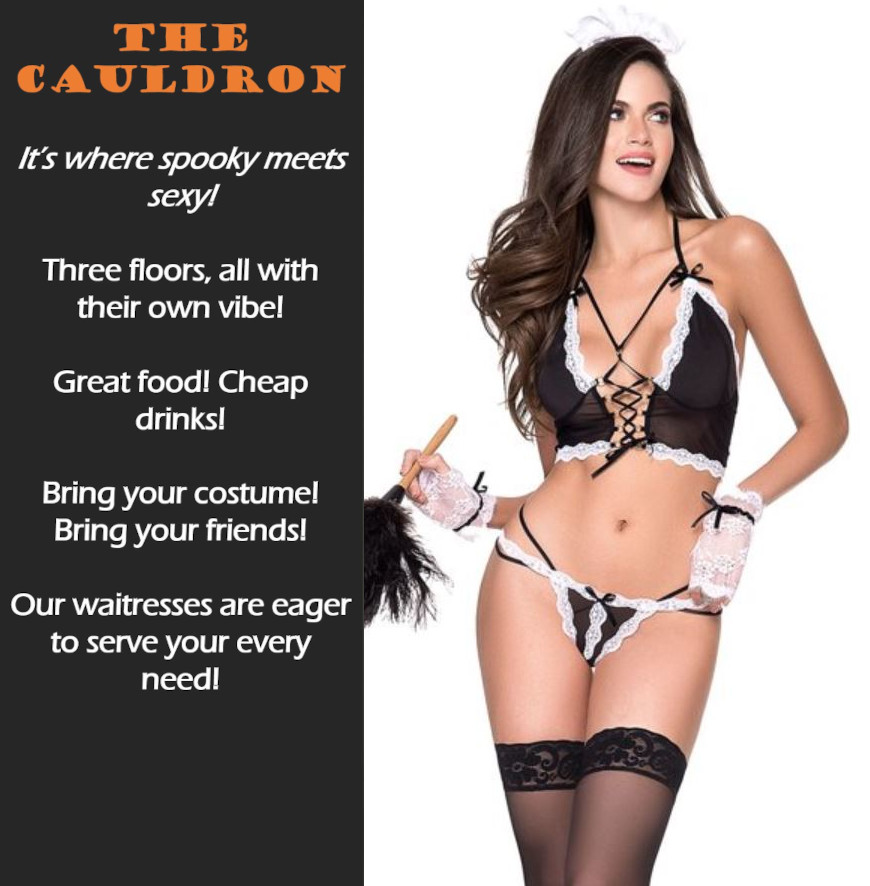 THE
CAULDRON
It's where spooky meets
sexy!
Three floors, all with
their own vibe!
Great food! Cheap
drinks!
Bring your costume!
Bring your friends!
Our waitresses are eager
to serve your every
need!